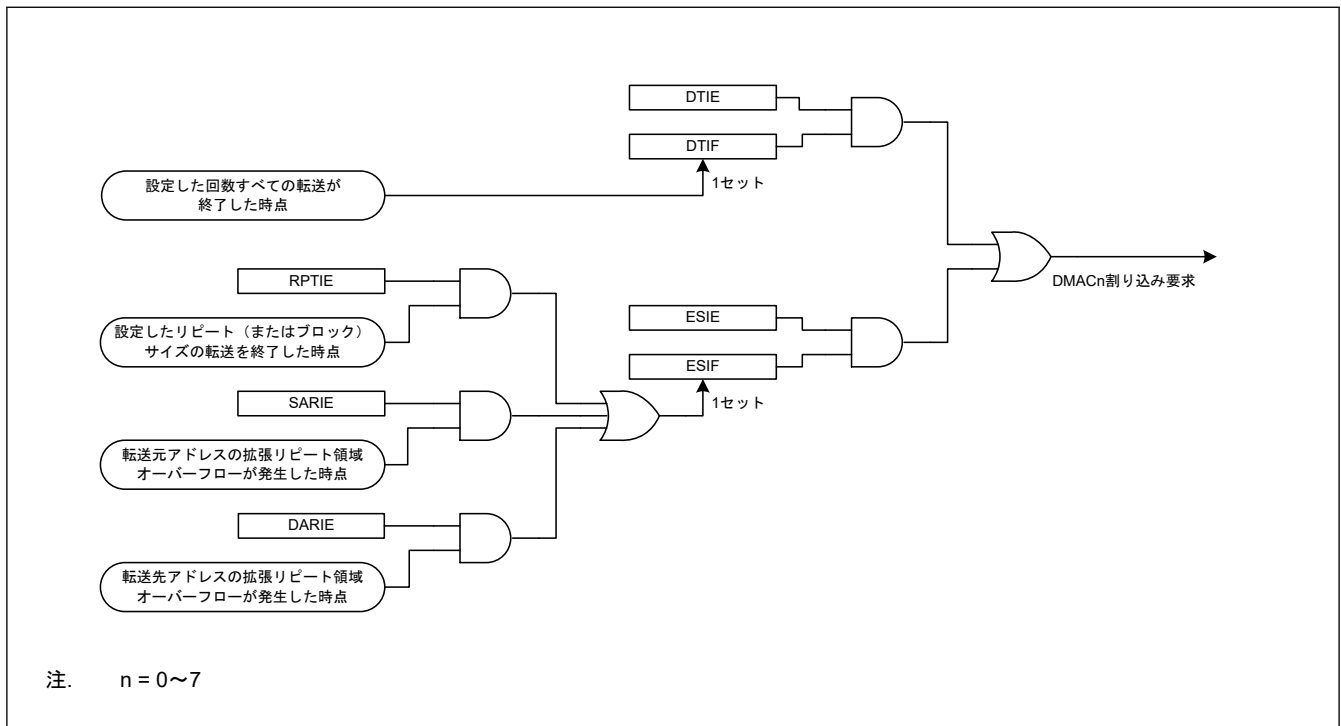 DTIE
DTIF
1セット
設定した回数すべての転送が
終了した時点
RPTIE
設定したリピート（またはブロック）
サイズの転送を終了した時点
SARIE
転送元アドレスの拡張リピート領域
オーバーフローが発生した時点
DARIE
転送先アドレスの拡張リピート領域
オーバーフローが発生した時点
ESIE
ESIF
1セット
DMACn割り込み要求
注. n = 0～7